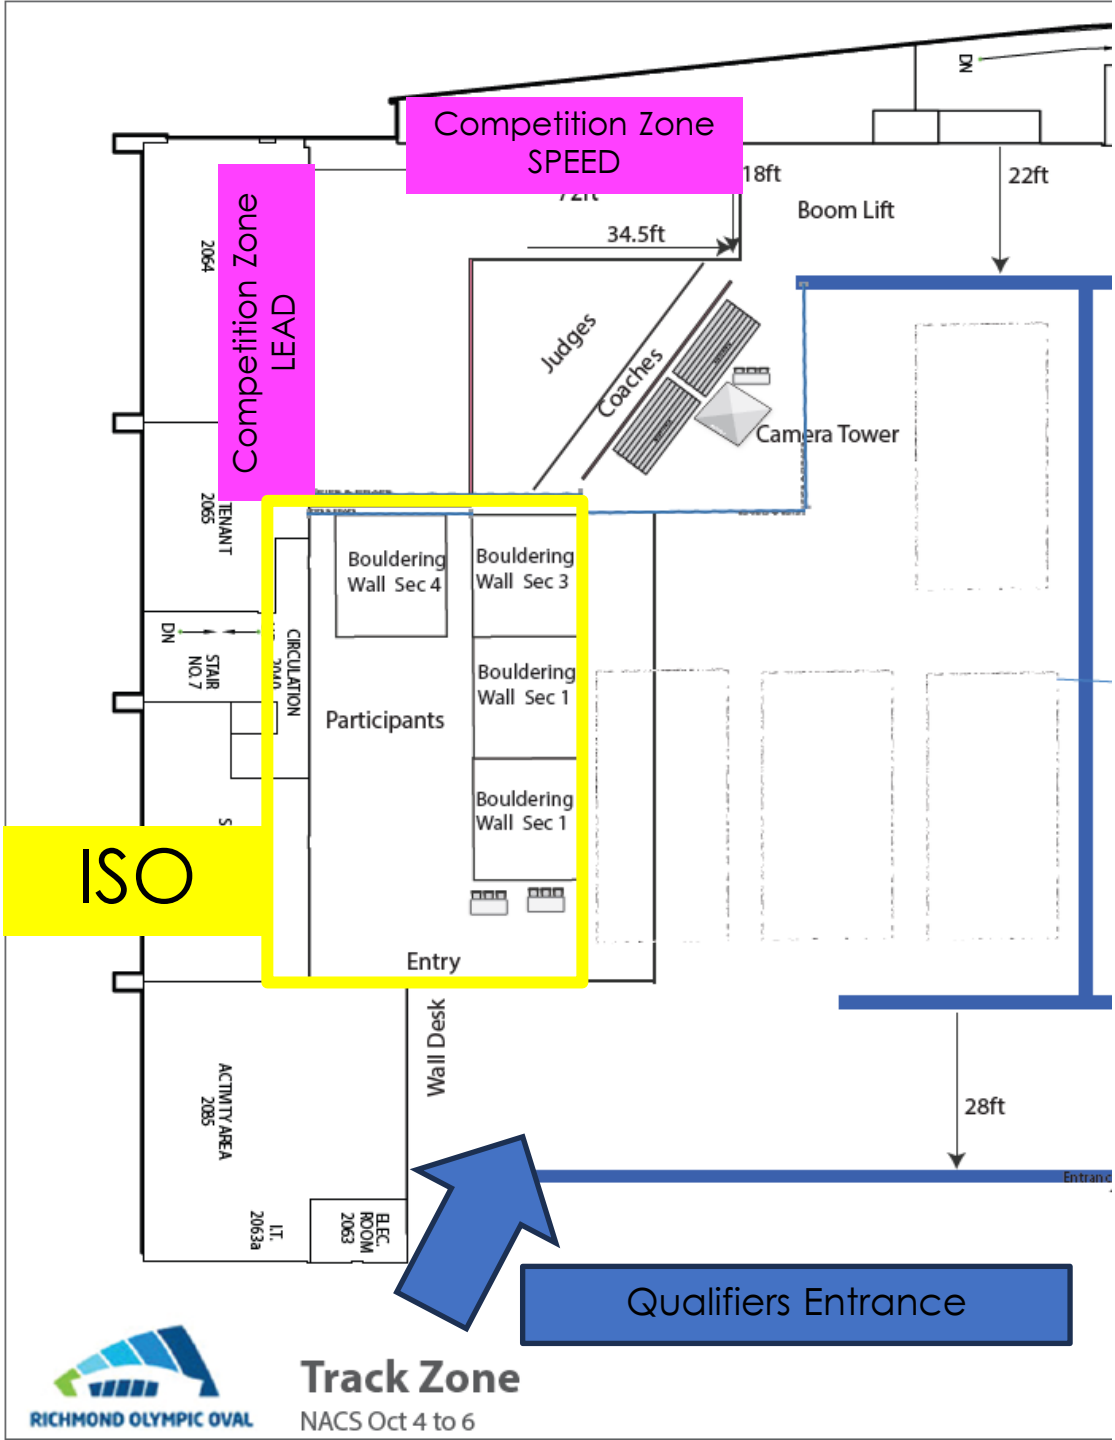 DN
Competition Zone
SPEED
18ft
22ft
72ft
Boom Lift
34.5ft
Competition Zone
LEAD
2064
Judges
Coaches
Camera Tower
TENANT
2065
Bouldering
Wall Sec 4
Bouldering
Wall Sec 3
DN
STAIR
NO. 7
CIRCULATION
Bouldering
Wall Sec 1
Participants
Bouldering
Wall Sec 1
ISO
Entry
Wall Desk
ACTIVITY AREA
2085
28ft
I.T.
2063a
ELEC.
ROOM
2063
Qualifiers Entrance
RICHMOND OLYMPIC OVAL
Track Zone
NACS Oct 4 to 6